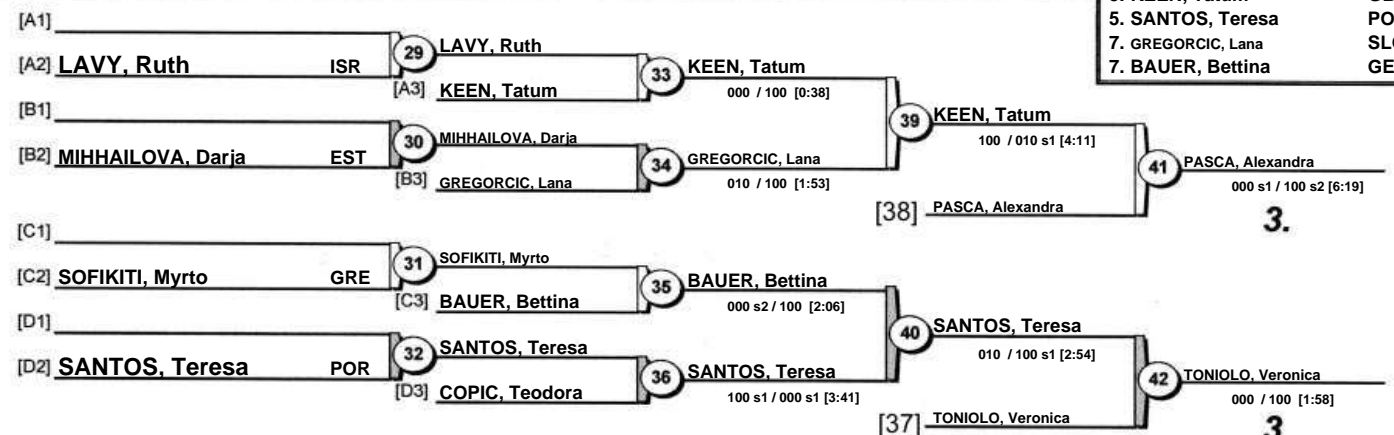 KEEN, Tatum
5. SANTOS, Teresa PO
7. GREGORCIC, Lana SL
7. BAUER, Bettina GE
[A1]
[A2] LAVY, Ruth ISR
29
LAVY, Ruth
[A3] KEEN, Tatum
33
KEEN, Tatum
000 / 100 [0:38]
[B1]
[B2] MIHHAILOVA, Darja EST
30
MIHHAILOVA, Darja
[B3] GREGORCIC, Lana
34
GREGORCIC, Lana
010 / 100 [1:53]
39
KEEN, Tatum
100 / 010 s1 [4:11]
[38] PASCA, Alexandra
41
PASCA, Alexandra
000 s1 / 100 s2 [6:19]
3.
[C1]
[C2] SOFIKITI, Myrto GRE
31
SOFIKITI, Myrto
[C3] BAUER, Bettina
35
BAUER, Bettina
000 s2 / 100 [2:06]
[D1]
[D2] SANTOS, Teresa POR
32
SANTOS, Teresa
[D3] COPIC, Teodora
36
SANTOS, Teresa
100 s1 / 000 s1 [3:41]
40
SANTOS, Teresa
010 / 100 s1 [2:54]
[37] TONIOLO, Veronica
42
TONIOLO, Veronica
000 / 100 [1:58]
3